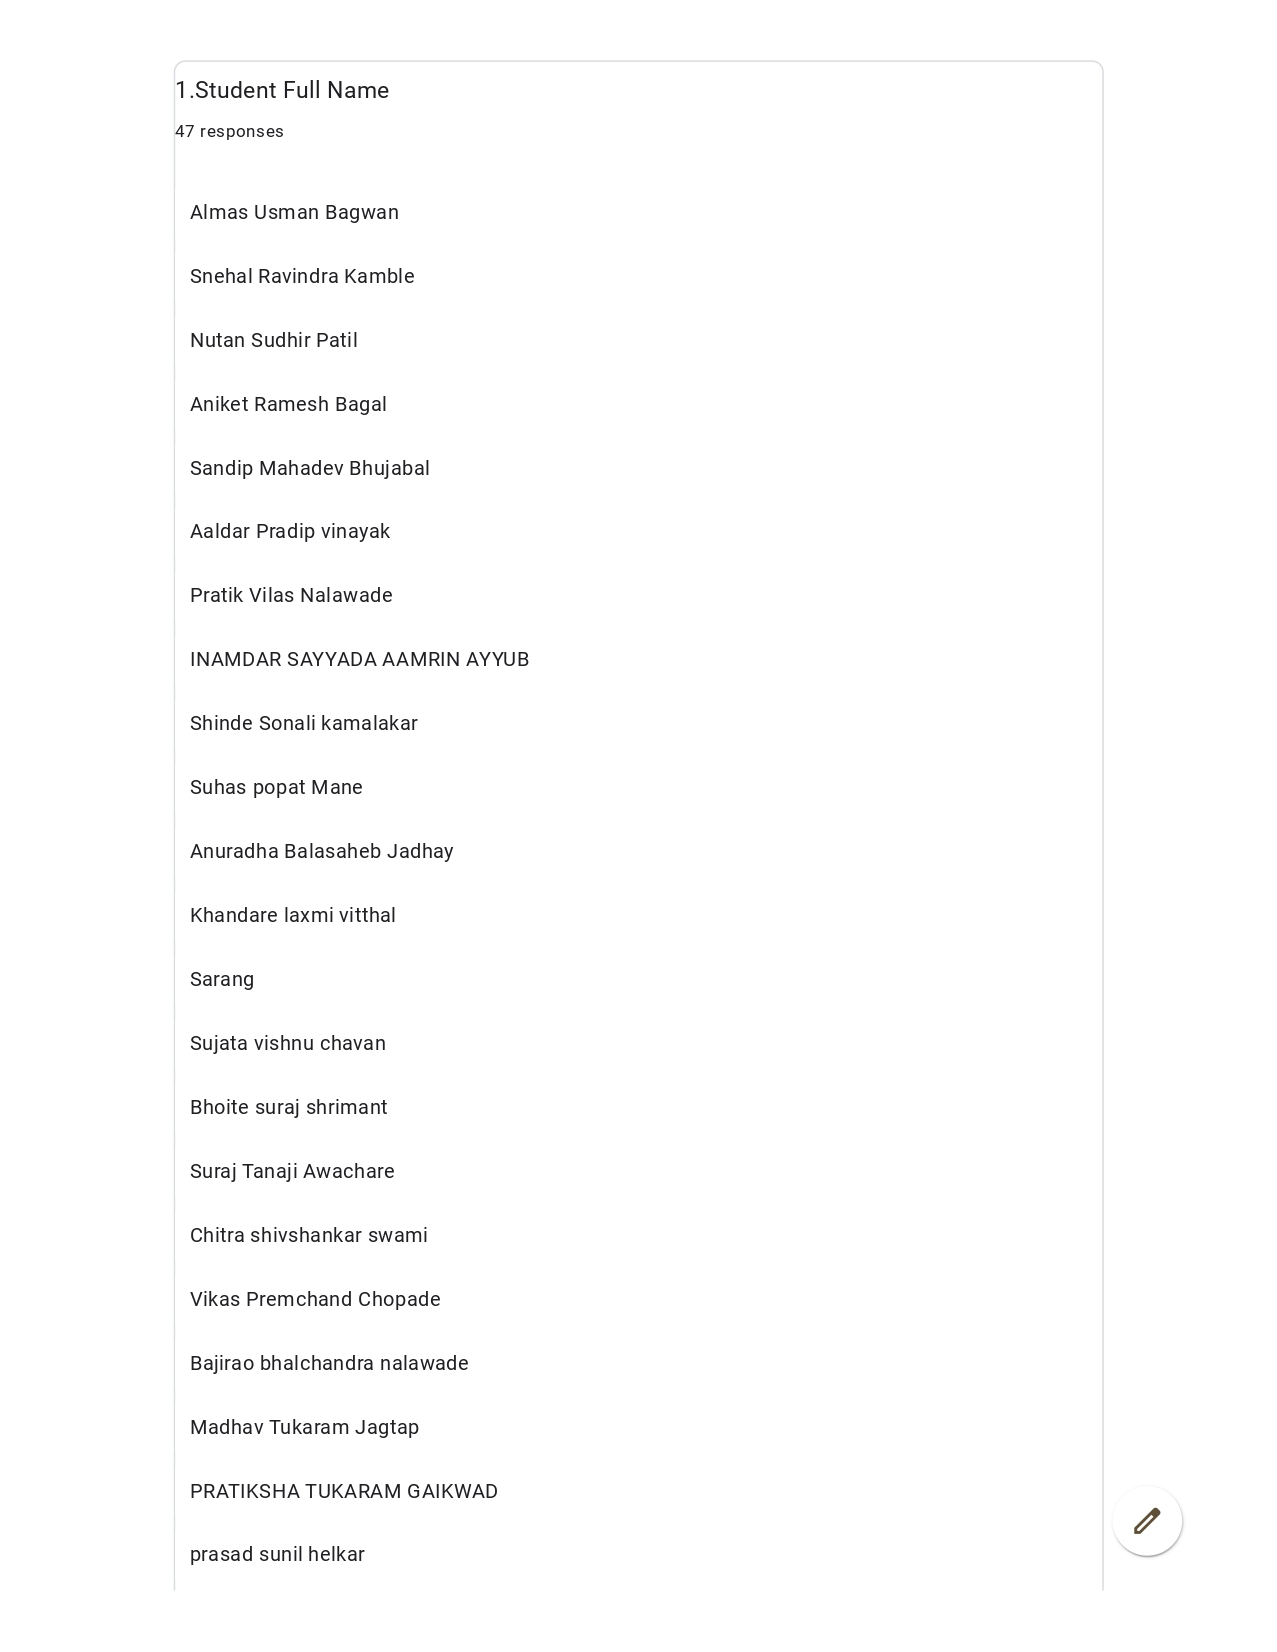 1.Student Full Name
47 responses
Almas Usman Bagwan
Snehal Ravindra Kamble
Nutan Sudhir Patil
Aniket Ramesh Bagal
Sandip Mahadev Bhujabal
Aaldar Pradip vinayak
Pratik Vilas Nalawade
INAMDAR SAYYADA AAMRIN AYYUB
Shinde Sonali kamalakar
Suhas popat Mane
Anuradha Balasaheb Jadhay
Khandare laxmi vitthal
Sarang
Sujata vishnu chavan
Bhoite suraj shrimant
Suraj Tanaji Awachare
Chitra shivshankar swami
Vikas Premchand Chopade
Bajirao bhalchandra nalawade
Madhav Tukaram Jagtap
PRATIKSHA TUKARAM GAIKWAD
prasad sunil helkar